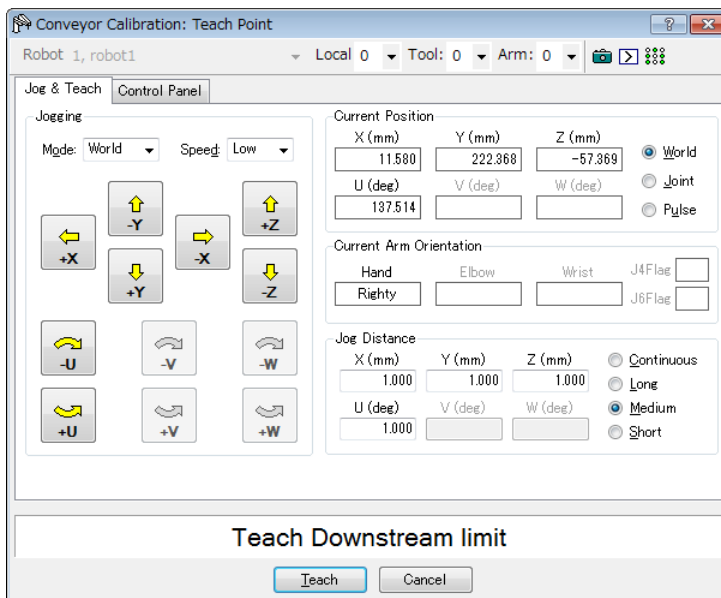 Conveyor Calibration: Teach Point
Robot 1, robot1 Local 0 Tool: 0 Arm: 0
Jog & Teach Control Panel
Jogging
Mode: World Speed: Low
-Y
+Z
+X
-X
+Y
-Z
-U -V -W
+U +V +W
Current Position
X (mm) Y (mm) Z (mm)
11.580 222.368 -57.369
U (deg) V (deg) W (deg)
137.514
World
Joint
Pulse
Current Arm Orientation
Hand Elbow Wrist J4Flag
Righty J6Flag
Jog Distance
X (mm) Y (mm) Z (mm)
1.000 1.000 1.000
U (deg) V (deg) W (deg)
1.000
Continuous
Long
Medium
Short
Teach Downstream limit
Teach Cancel